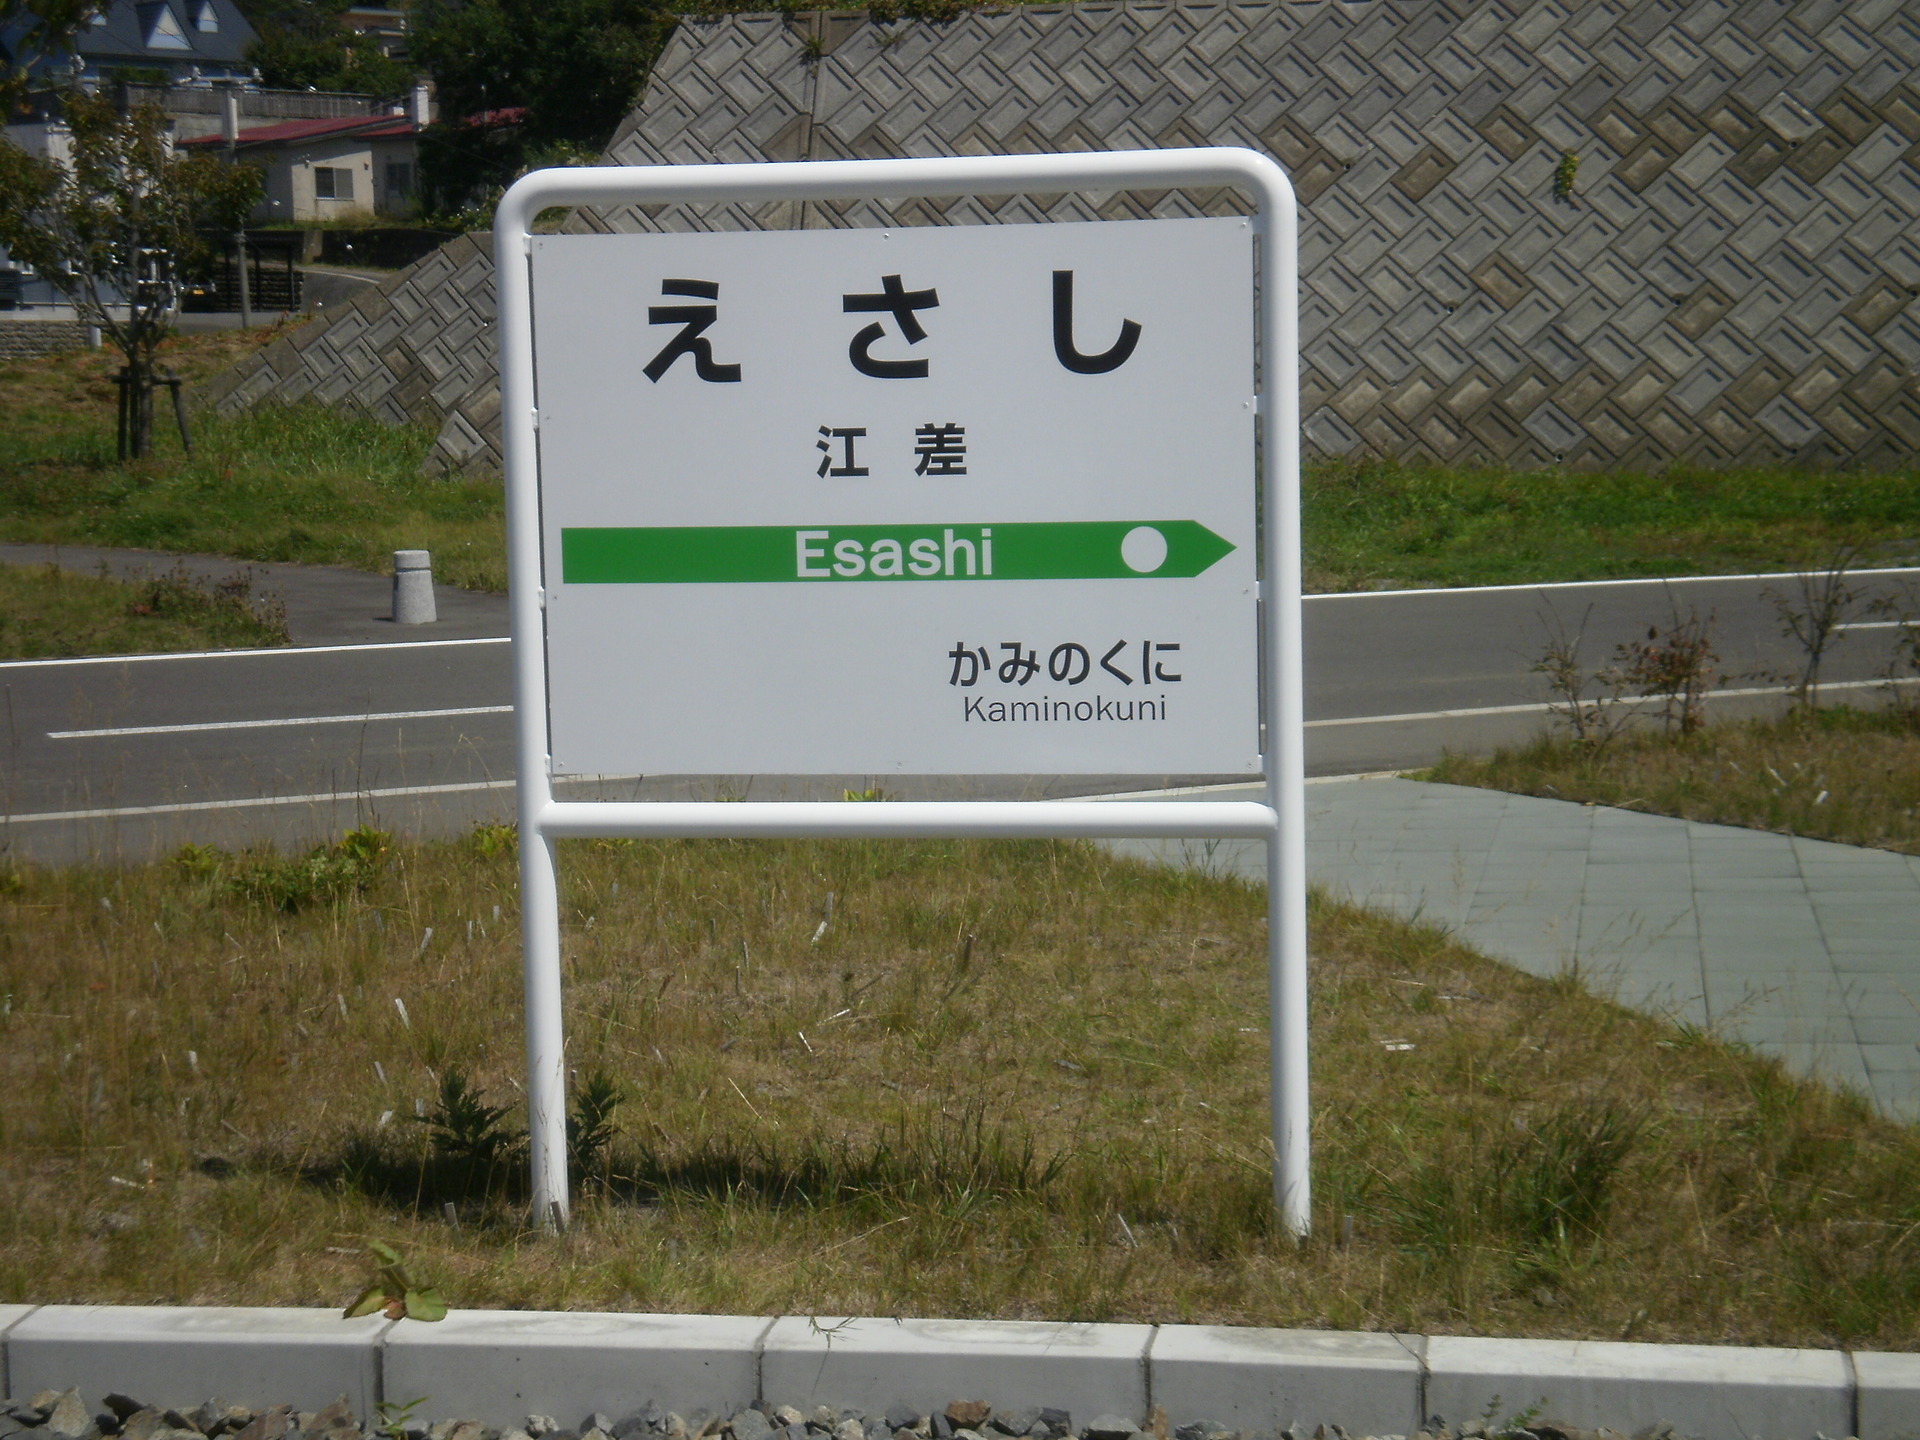 えさし
江差
Esashi
かみのくに
Kaminokuni